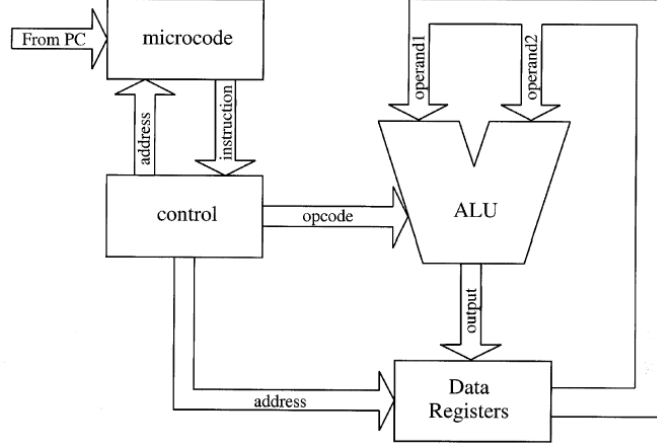 From PC
microcode
operand1
operand2
address
instruction
control
opcode
ALU
output
address
Data
Registers